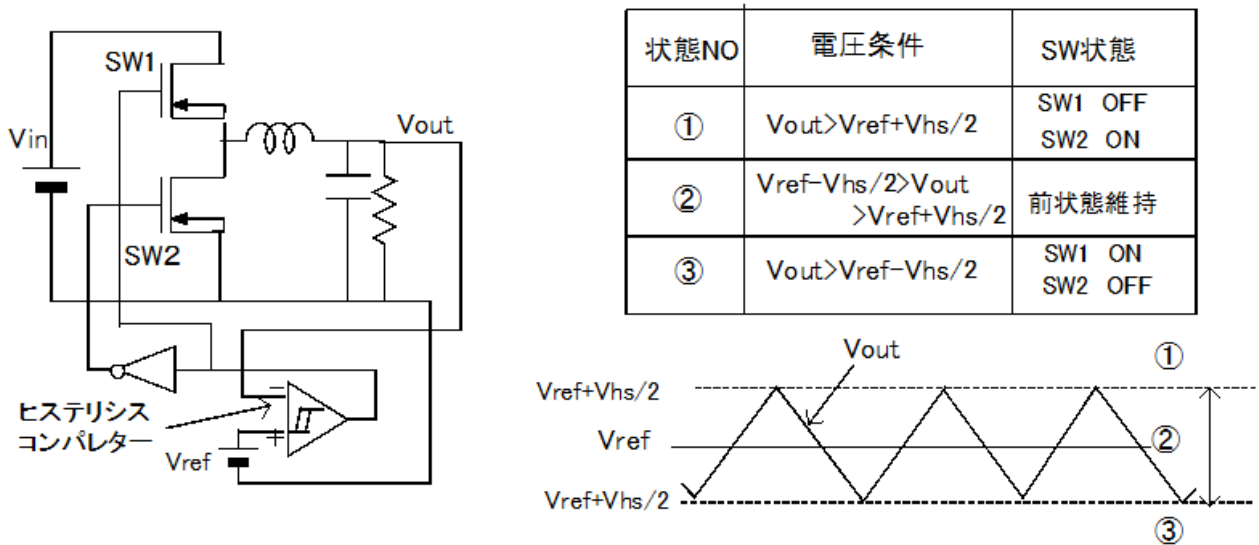 SW1
Vin
Vout
SW2
ヒステリシス
コンパレター
−
+
Vref
状態NO 電圧条件 SW状態
① Vout>Vref+Vhs/2 SW1 OFF
SW2 ON
② Vref−Vhs/2>Vout
>Vref+Vhs/2 前状態維持
③ Vout>Vref−Vhs/2 SW1 ON
SW2 OFF
Vout
①
Vref+Vhs/2
Vref
②
Vref+Vhs/2
③